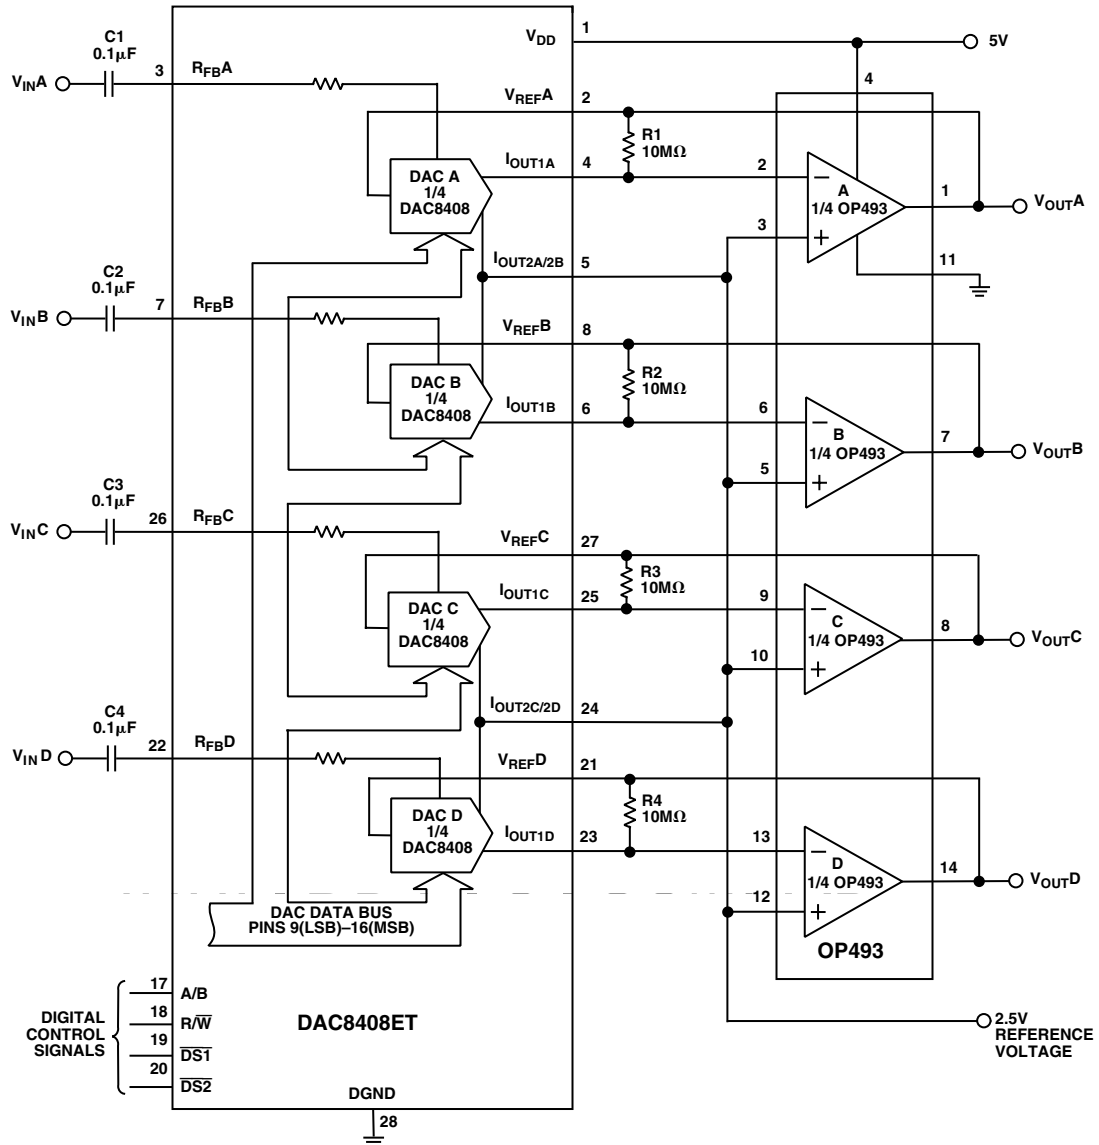 C1
0.1μF
VINA
3
RFBA
VDD
1
5V
4
VREFA
2
R1
10MΩ
IOUT1A
4
DAC A
1/4
DAC8408
2
–
A
1/4 OP493
1
VOUTA
3
+
IOUT2A/2B
5
11
C2
0.1μF
VINB
7
RFBB
VREFB
8
R2
10MΩ
DAC B
1/4
DAC8408
IOUT1B
6
6
–
B
1/4 OP493
7
VOUTB
5
+
C3
0.1μF
VINC
26
RFBC
VREFC
27
R3
10MΩ
IOUT1C
25
DAC C
1/4
DAC8408
9
–
C
1/4 OP493
8
VOUTC
10
+
IOUT2C/2D
24
C4
0.1μF
VIND
22
RFBD
VREFD
21
R4
10MΩ
DAC D
1/4
DAC8408
IOUT1D
23
13
–
D
1/4 OP493
14
VOUTD
12
+
DAC DATA BUS
PINS 9(LSB)–16(MSB)
OP493
17
A/B
18
R/W̅
19
D̅S̅1̅
20
D̅S̅2̅
DIGITAL
CONTROL
SIGNALS
DAC8408ET
2.5V
REFERENCE
VOLTAGE
DGND
28